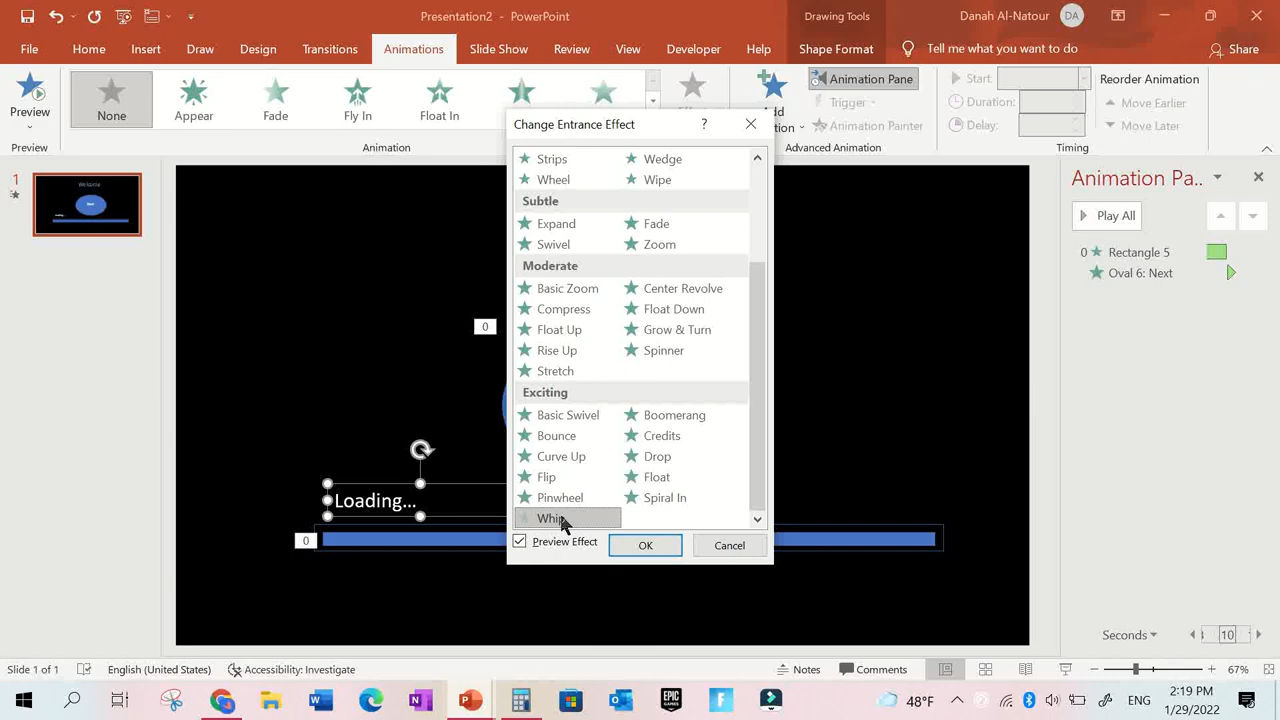 Presentation2 - PowerPoint
Drawing Tools
Danah Al-Natour
DA
File
Home
Insert
Draw
Design
Transitions
Animations
Slide Show
Review
View
Developer
Help
Shape Format
Tell me what you want to do
Share
Preview
None
Appear
Fade
Fly In
Float In
Animation Pane
Trigger
Animation Painter
Start:
Duration:
Delay:
Reorder Animation
Move Earlier
Move Later
Preview
Animation
Advanced Animation
Timing
Change Entrance Effect
?
Strips
Wedge
Wheel
Wipe
Subtle
Expand
Fade
Swivel
Zoom
Moderate
Basic Zoom
Center Revolve
Compress
Float Down
Float Up
Grow & Turn
Rise Up
Spinner
Stretch
Exciting
Basic Swivel
Boomerang
Bounce
Credits
Curve Up
Drop
Flip
Float
Pinwheel
Spiral In
Whip
Preview Effect
OK
Cancel
1
Welcome
0
Loading...
0
Animation Pa..
Play All
0 Rectangle 5
Oval 6: Next
Seconds
10
Slide 1 of 1
English (United States)
Accessibility: Investigate
Notes
Comments
67%
48°F
ENG
2:19 PM
1/29/2022
EPIC
GAMES